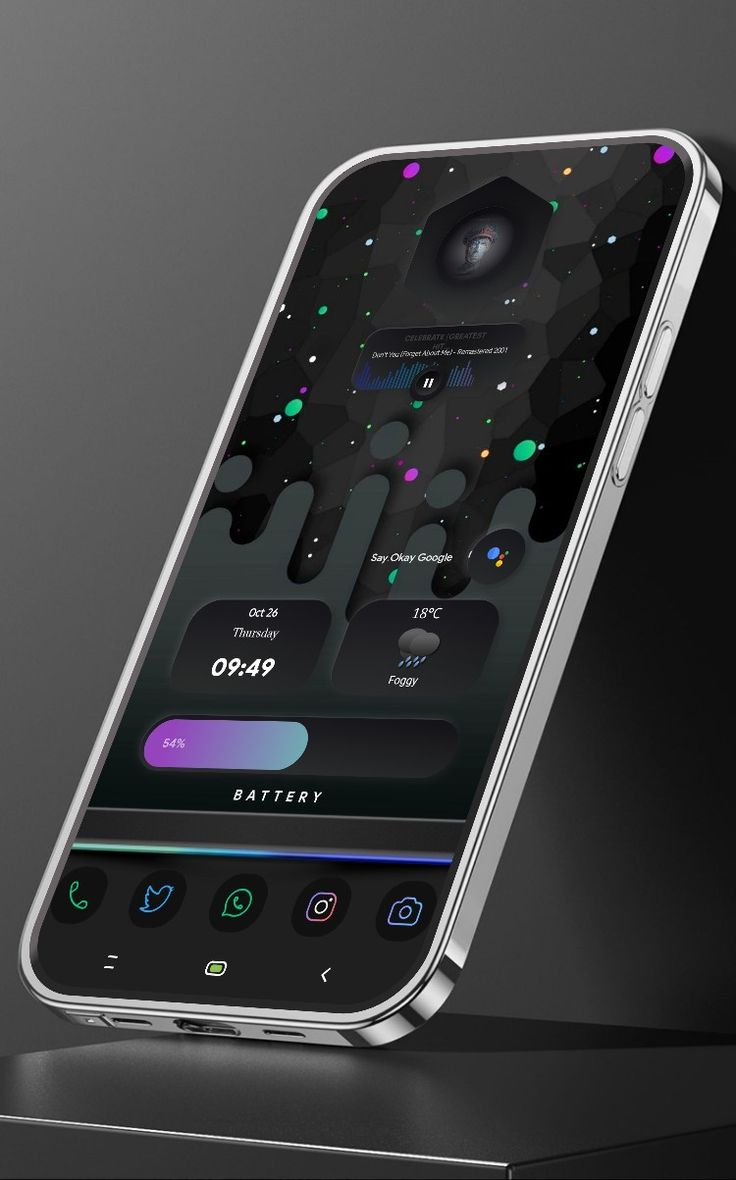 CELEBRATE (GREATEST
HIT
Don't You (Forget About Me) - Remastered 2001
Say Okay Google
Oct 26
Thursday
09:49
18°C
Foggy
54%
BATTERY